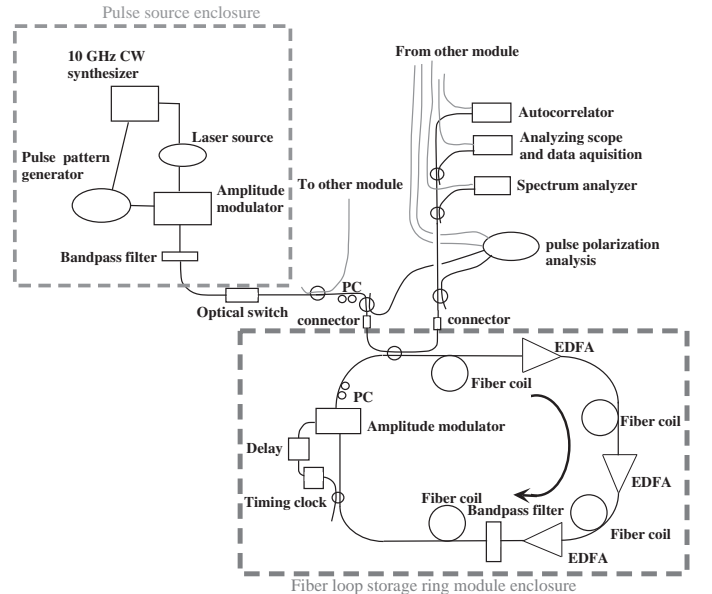 Pulse source enclosure
10 GHz CW
synthesizer
Laser source
Pulse pattern
generator
Amplitude
modulator
Bandpass filter
Optical switch
To other module
PC
connector
From other module
Autocorrelator
Analyzing scope
and data aquisition
Spectrum analyzer
pulse polarization
analysis
connector
EDFA
Fiber coil
PC
Amplitude modulator
Fiber coil
Delay
EDFA
Timing clock
Fiber coil
Bandpass filter
Fiber coil
EDFA
Fiber loop storage ring module enclosure